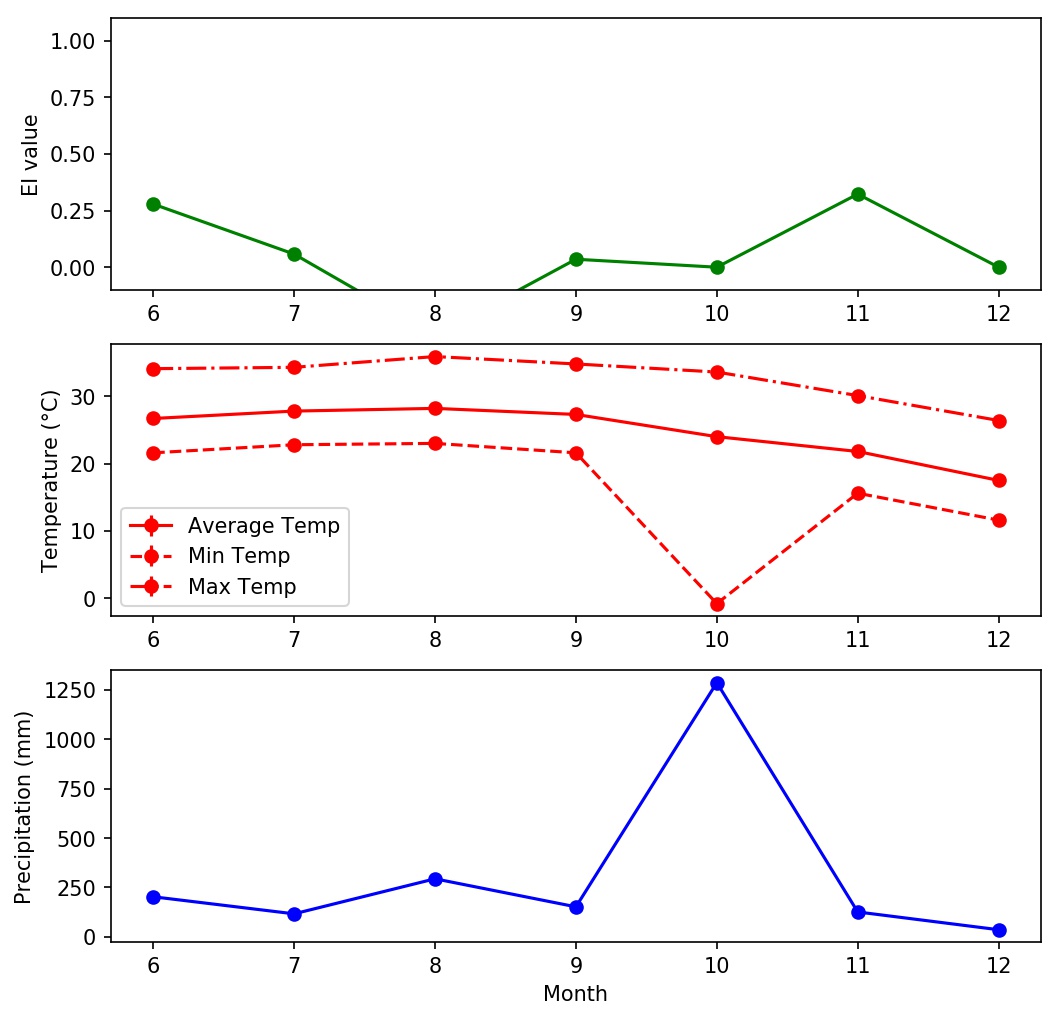 1.00
0.75
0.50
0.25
0.00
EI value
6 7 8 9 10 11 12
30
20
10
0
Temperature (°C)
Average Temp
Min Temp
Max Temp
6 7 8 9 10 11 12
1250
1000
750
500
250
0
Precipitation (mm)
6 7 8 9 10 11 12
Month